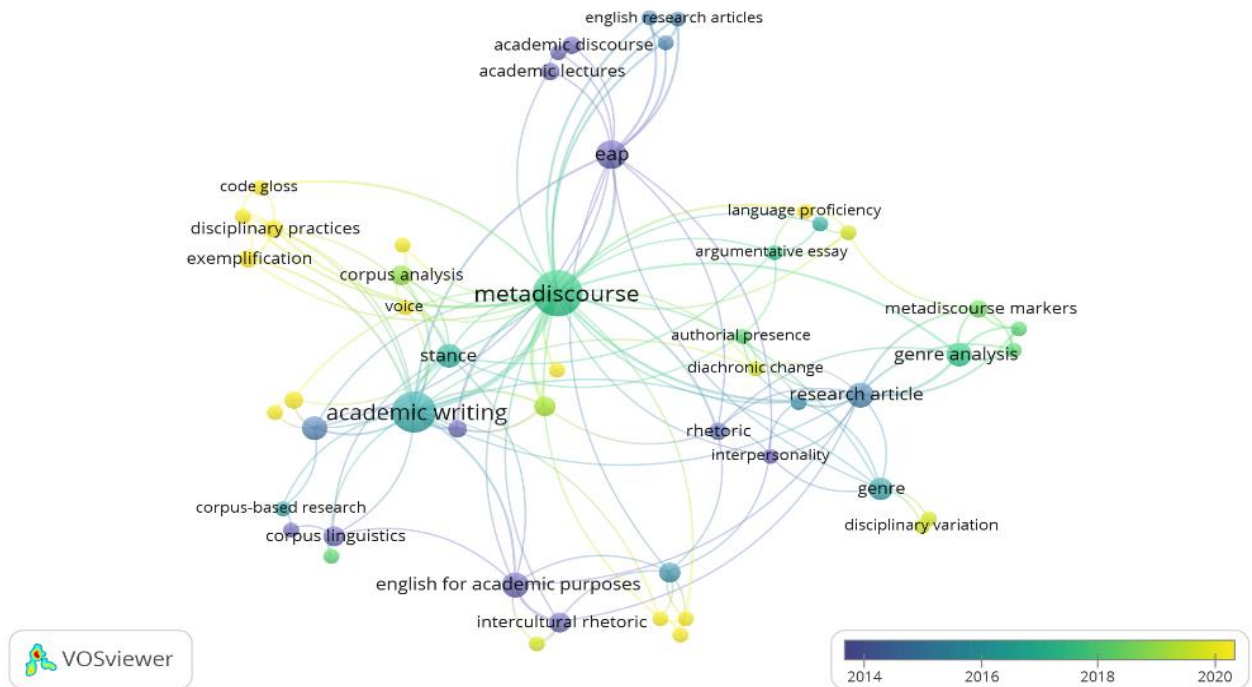 english research articles
academic discourse
academic lectures
eap
code gloss
disciplinary practices
exemplification
corpus analysis
voice
metadiscourse
language proficiency
argumentative essay
metadiscourse markers
authorial presence
genre analysis
diachronic change
stance
research article
academic writing
rhetoric
interpersonality
genre
disciplinary variation
corpus-based research
corpus linguistics
english for academic purposes
intercultural rhetoric
VOSviewer
2014 2016 2018 2020